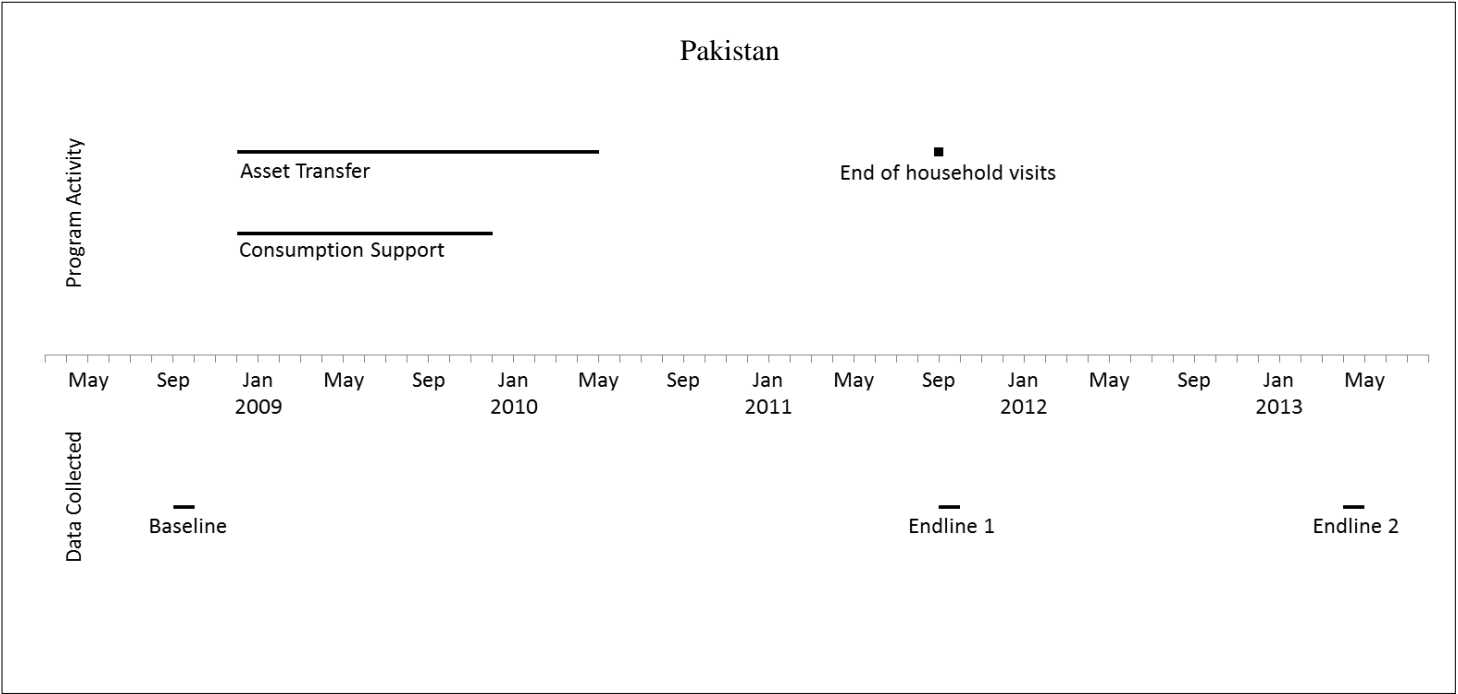 Pakistan
Program Activity
Asset Transfer
End of household visits
Consumption Support
May Sep Jan May Sep Jan May Sep Jan May Sep Jan May Sep Jan May
2009 2010 2011 2012 2013
Data Collected
Baseline Endline 1 Endline 2